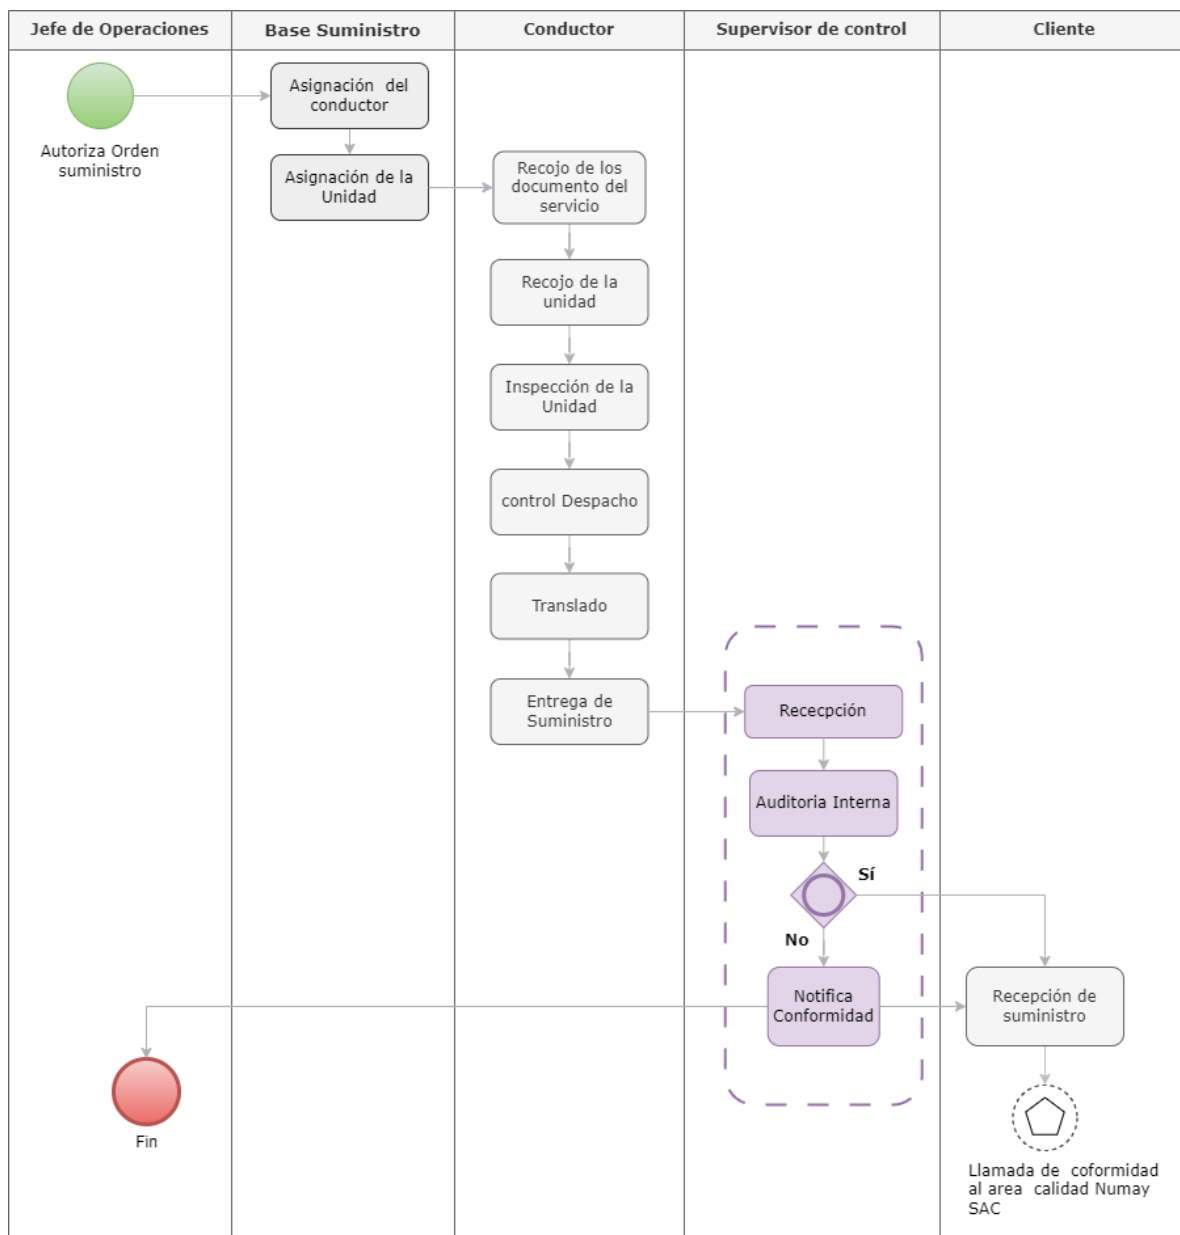 Jefe de Operaciones
Base Suministro
Conductor
Supervisor de control
Cliente
Autoriza Orden
suministro
Asignación del
conductor
Asignación de la
Unidad
Recojo de los
documento del
servicio
Recojo de la
unidad
Inspección de la
Unidad
control Despacho
Translado
Entrega de
Suministro
Rececpción
Auditoria Interna
Sí
No
Notifica
Conformidad
Recepción de
suministro
Fin
Llamada de coformidad
al area calidad Numay
SAC